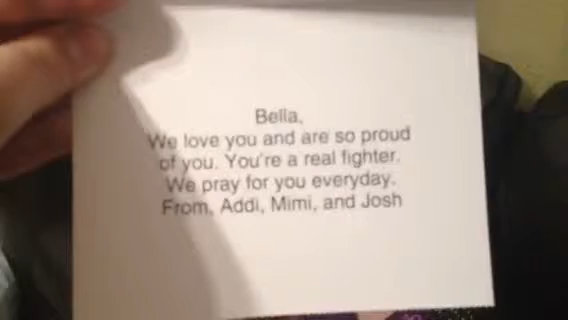 Bella,
We love you and are so proud
of you. You're a real fighter.
We pray for you everyday.
From, Addi, Mimi, and Josh